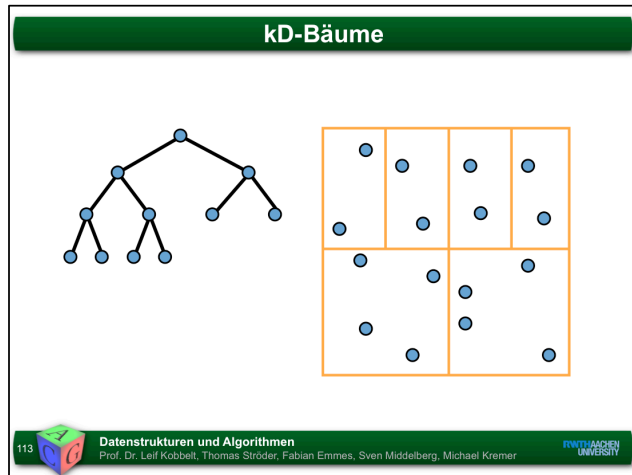 kD-Bäume
113
A
C
G
Datenstrukturen und Algorithmen
Prof. Dr. Leif Kobbelt, Thomas Ströder, Fabian Emmes, Sven Middelberg, Michael Kremer
RWTHAACHEN
UNIVERSITY